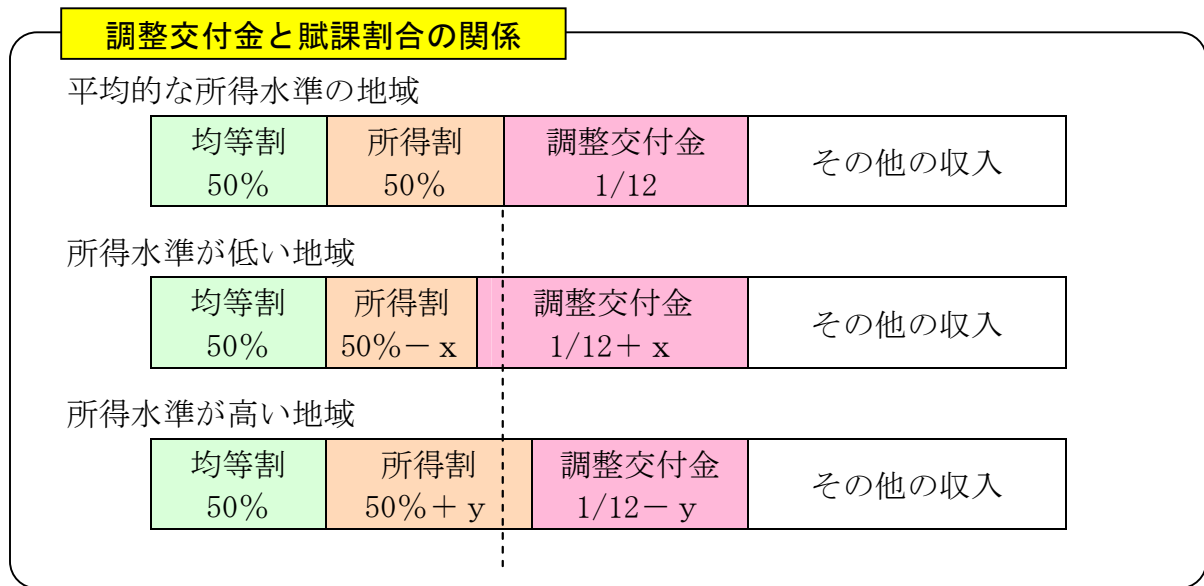 調整交付金と賦課割合の関係
平均的な所得水準の地域
均等割 所得割 調整交付金 その他の収入
50% 50% 1/12
所得水準が低い地域
均等割 所得割 調整交付金 その他の収入
50% 50%－x 1/12＋x
所得水準が高い地域
均等割 所得割 調整交付金 その他の収入
50% 50%＋y 1/12－y